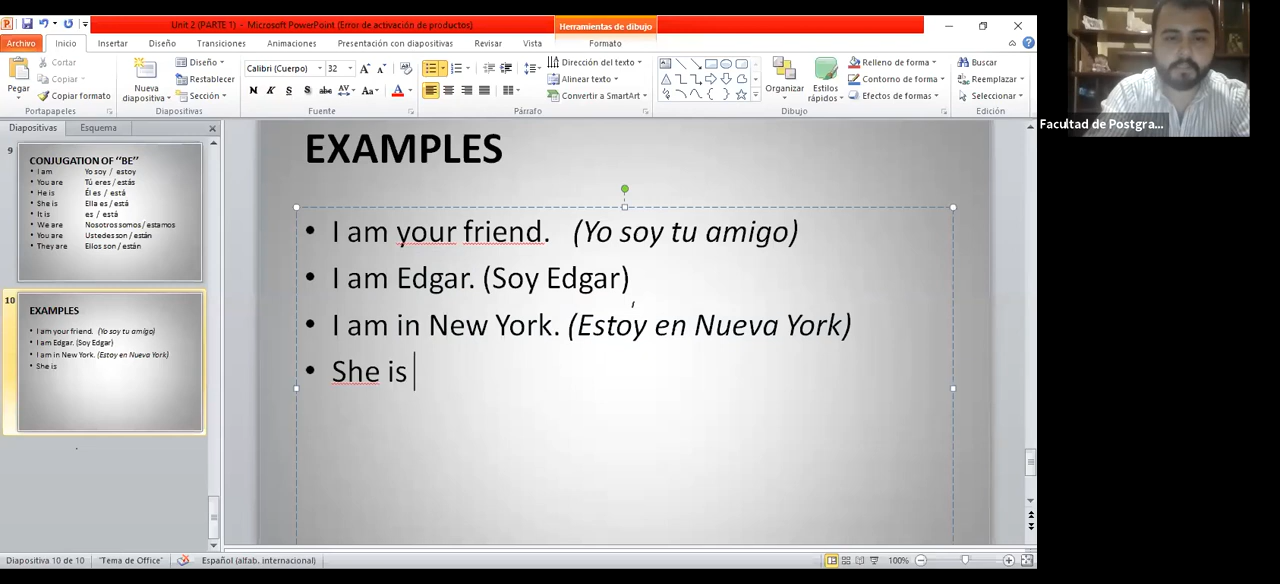 Unit 2 (PARTE 1) - Microsoft PowerPoint (Error de activación de productos)
Herramientas de dibujo
Archivo Inicio Insertar Diseño Transiciones Animaciones Presentación con diapositivas Revisar Vista Formato
Pegar
Cortar
Copiar
Copiar formato
Portapapeles
Nueva diapositiva
Diseño
Restablecer
Sección
Diapositivas
Calibri (Cuerpo) 32
N K S S abc AV Aa A
Fuente
Dirección del texto
Alinear texto
Convertir a SmartArt
Párrafo
Organizar
Estilos rápidos
Relleno de forma
Contorno de forma
Efectos de formas
Dibujo
Buscar
Reemplazar
Seleccionar
Edición
Facultad de Postgra...
Diapositivas Esquema
9
CONJUGATION OF “BE”
• I am Yo soy / estoy
• You are Tú eres / estás
• He is Él es / está
• She is Ella es / está
• It is es / está
• We are Nosotros somos / estamos
• You are Ustedes son / están
• They are Ellos son / están
10
EXAMPLES
• I am your friend. (Yo soy tu amigo)
• I am Edgar. (Soy Edgar)
• I am in New York. (Estoy en Nueva York)
• She is
EXAMPLES
• I am your friend. (Yo soy tu amigo)
• I am Edgar. (Soy Edgar)
• I am in New York. (Estoy en Nueva York)
• She is
Diapositiva 10 de 10 "Tema de Office" Español (alfab. internacional) 100%